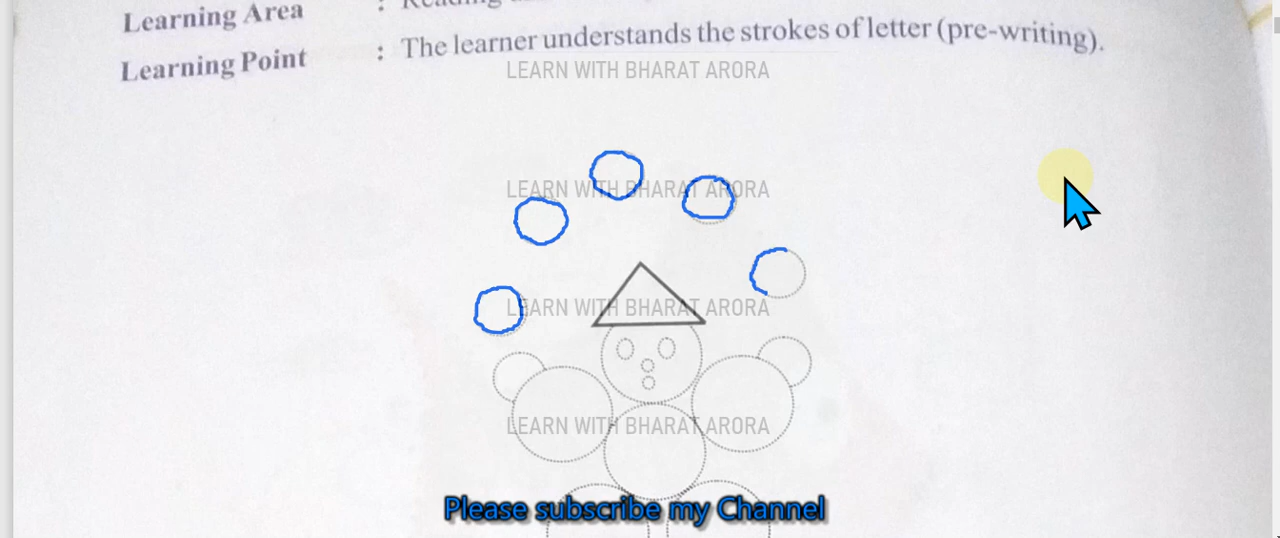 Learning Area :
Learning Point : The learner understands the strokes of letter (pre-writing).
LEARN WITH BHARAT ARORA
LEARN WITH BHARAT ARORA
LEARN WITH BHARAT ARORA
LEARN WITH BHARAT ARORA
Please subscribe my Channel